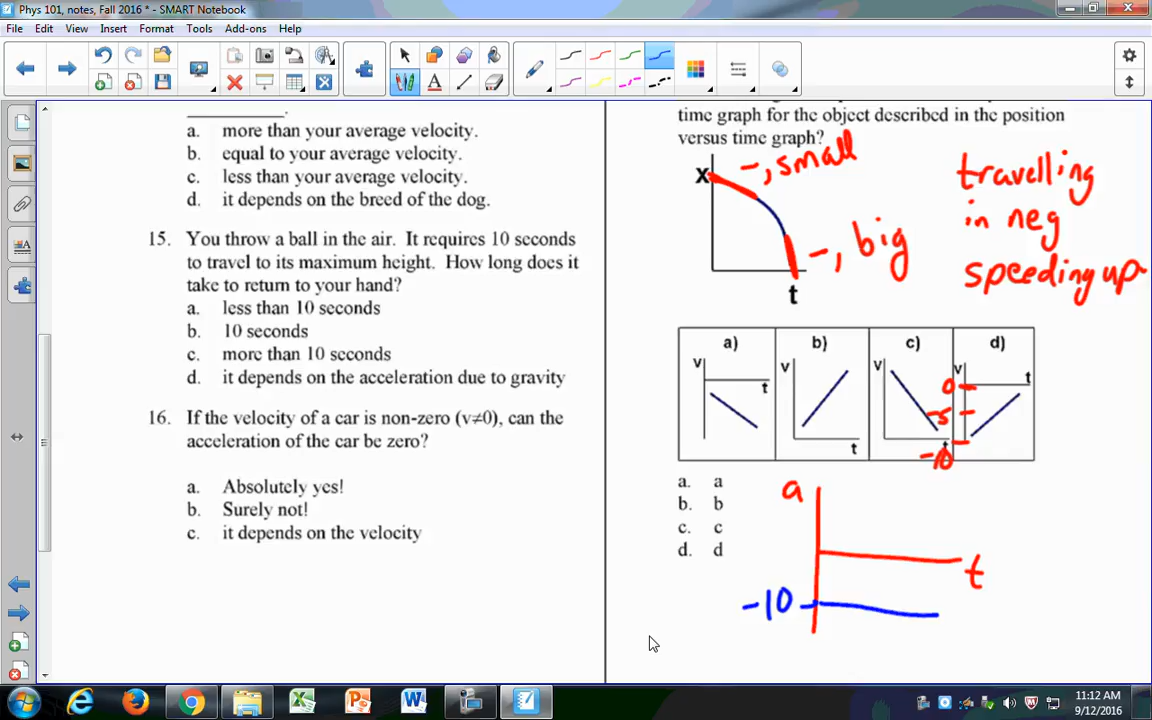 Phys 101, notes, Fall 2016 * - SMART Notebook
File Edit View Insert Format Tools Add-ons Help
a. more than your average velocity.
b. equal to your average velocity.
c. less than your average velocity.
d. it depends on the breed of the dog.
15. You throw a ball in the air. It requires 10 seconds
to travel to its maximum height. How long does it
take to return to your hand?
a. less than 10 seconds
b. 10 seconds
c. more than 10 seconds
d. it depends on the acceleration due to gravity
16. If the velocity of a car is non-zero (v≠0), can the
acceleration of the car be zero?
a. Absolutely yes!
b. Surely not!
c. it depends on the velocity
time graph for the object described in the position
versus time graph?
x
-, small
-, big
t
travelling
in neg
speeding up
a) b) c) d)
v t
v t
v t
v t
0
-5
-10
a. a
b. b
c. c
d. d
a
t
-10
11:12 AM
9/12/2016